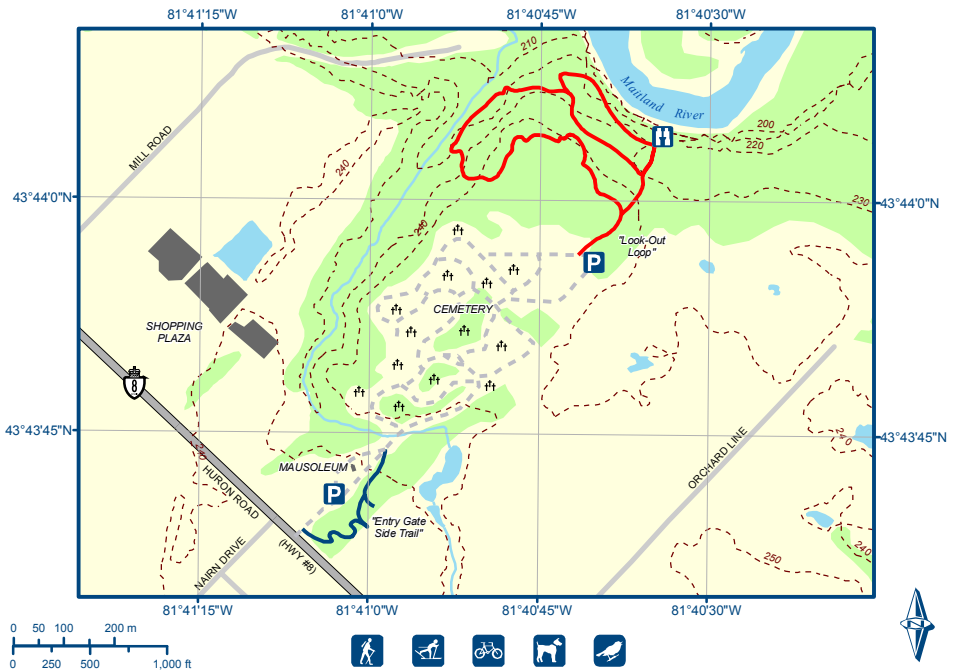 81°41'15"W 81°41'0"W 81°40'45"W 81°40'30"W
210
Maitland River
MILL ROAD
200
220
240
43°44'0"N
43°44'0"N
230
240
"Look-Out
Loop"
P
CEMETERY
SHOPPING
PLAZA
8
43°43'45"N
43°43'45"N
240
240
ORCHARD LINE
MAUSOLEUM
HURON ROAD
P
"Entry Gate
Side Trail"
(HWY #8)
NAIRN DRIVE
250
240
81°41'15"W 81°41'0"W 81°40'45"W 81°40'30"W
N
0 50 100 200 m
0 250 500 1,000 ft